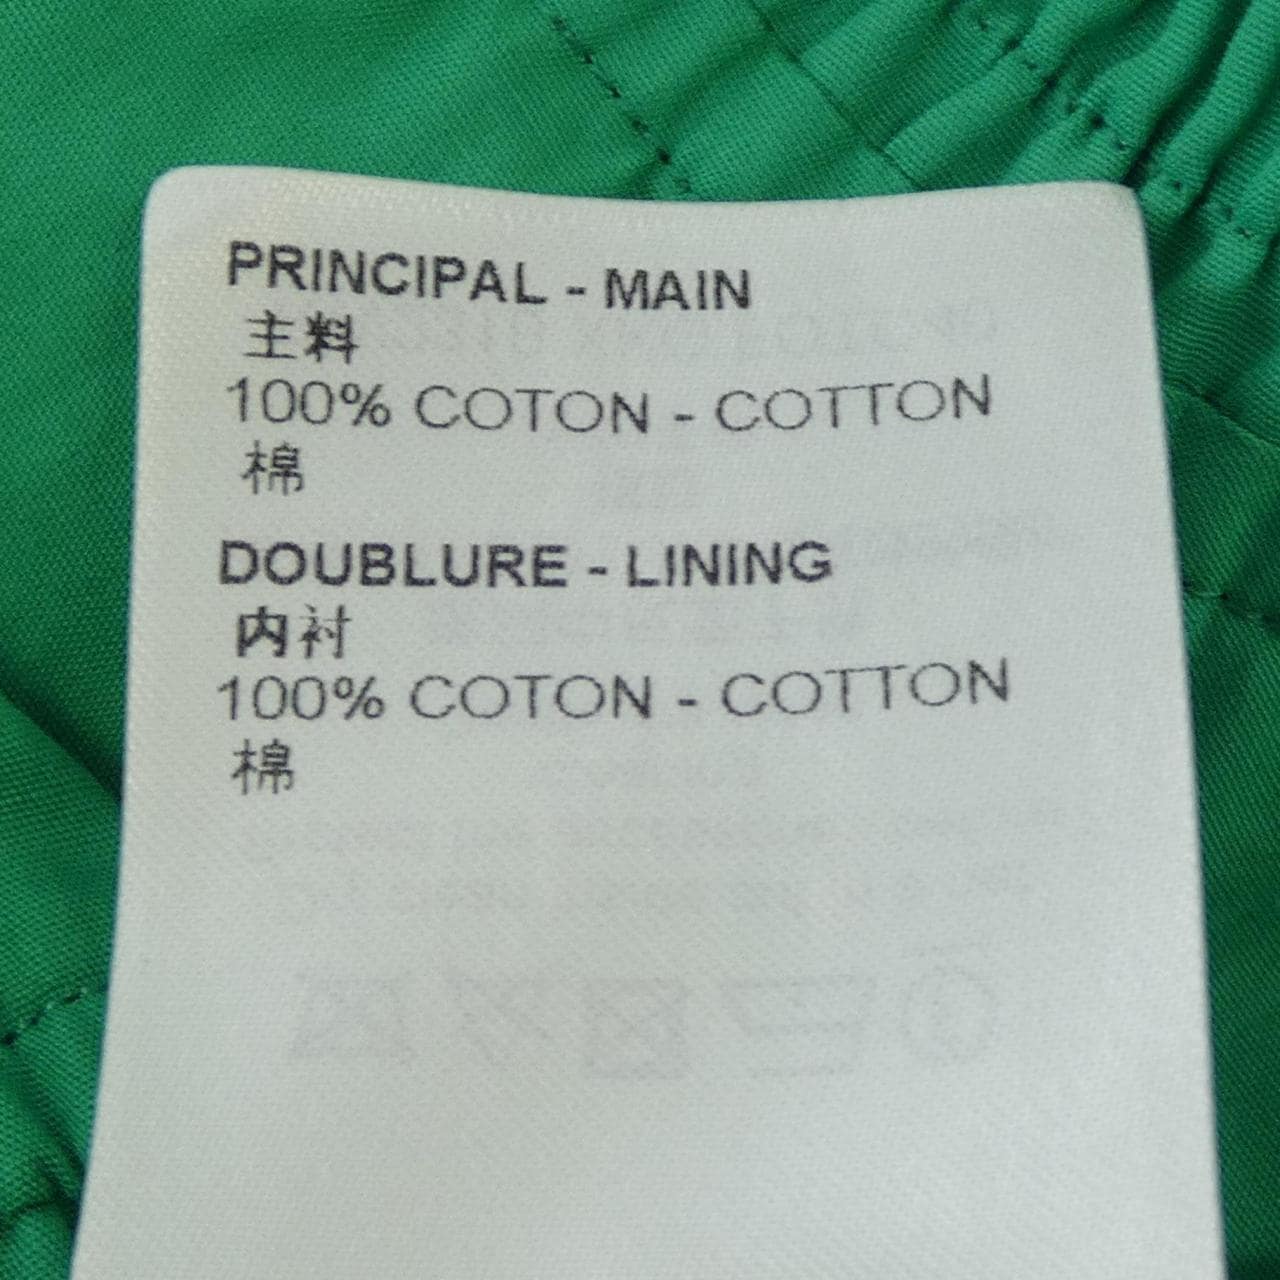 PRINCIPAL - MAIN
主料
100% COTON - COTTON
棉
DOUBLURE - LINING
内衬
100% COTON - COTTON
棉